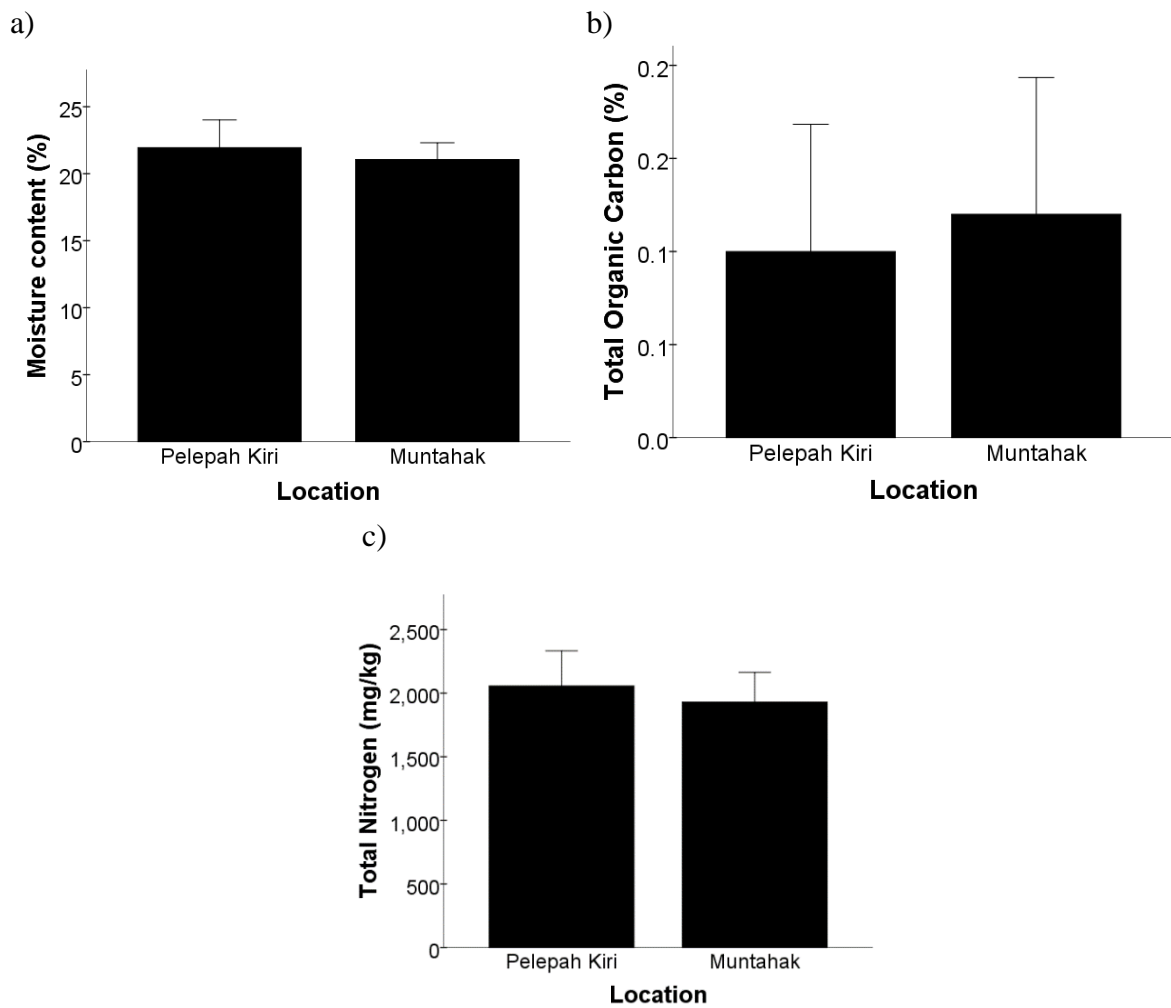 a)
Moisture content (%)
25
20
15
10
5
0
Pelepah Kiri Muntahak
Location
b)
Total Organic Carbon (%)
0.2
0.2
0.1
0.1
0.0
Pelepah Kiri Muntahak
Location
c)
Total Nitrogen (mg/kg)
2,500
2,000
1,500
1,000
500
0
Pelepah Kiri Muntahak
Location